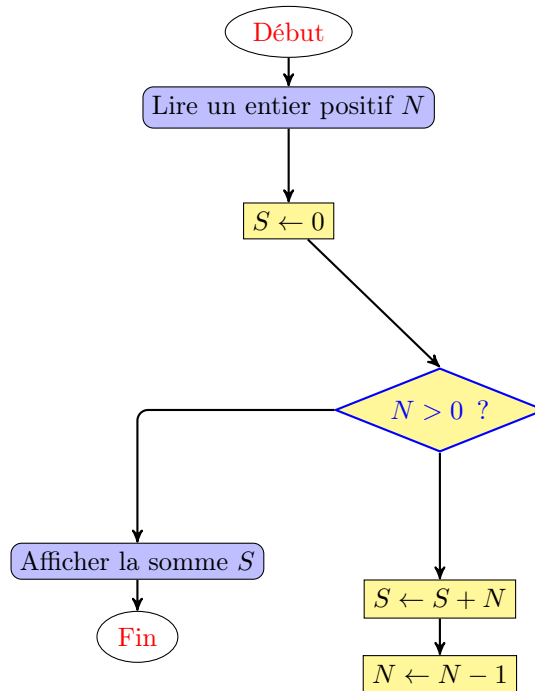 Début
Lire un entier positif N
S ← 0
N > 0 ?
Afficher la somme S
S ← S + N
Fin
N ← N − 1